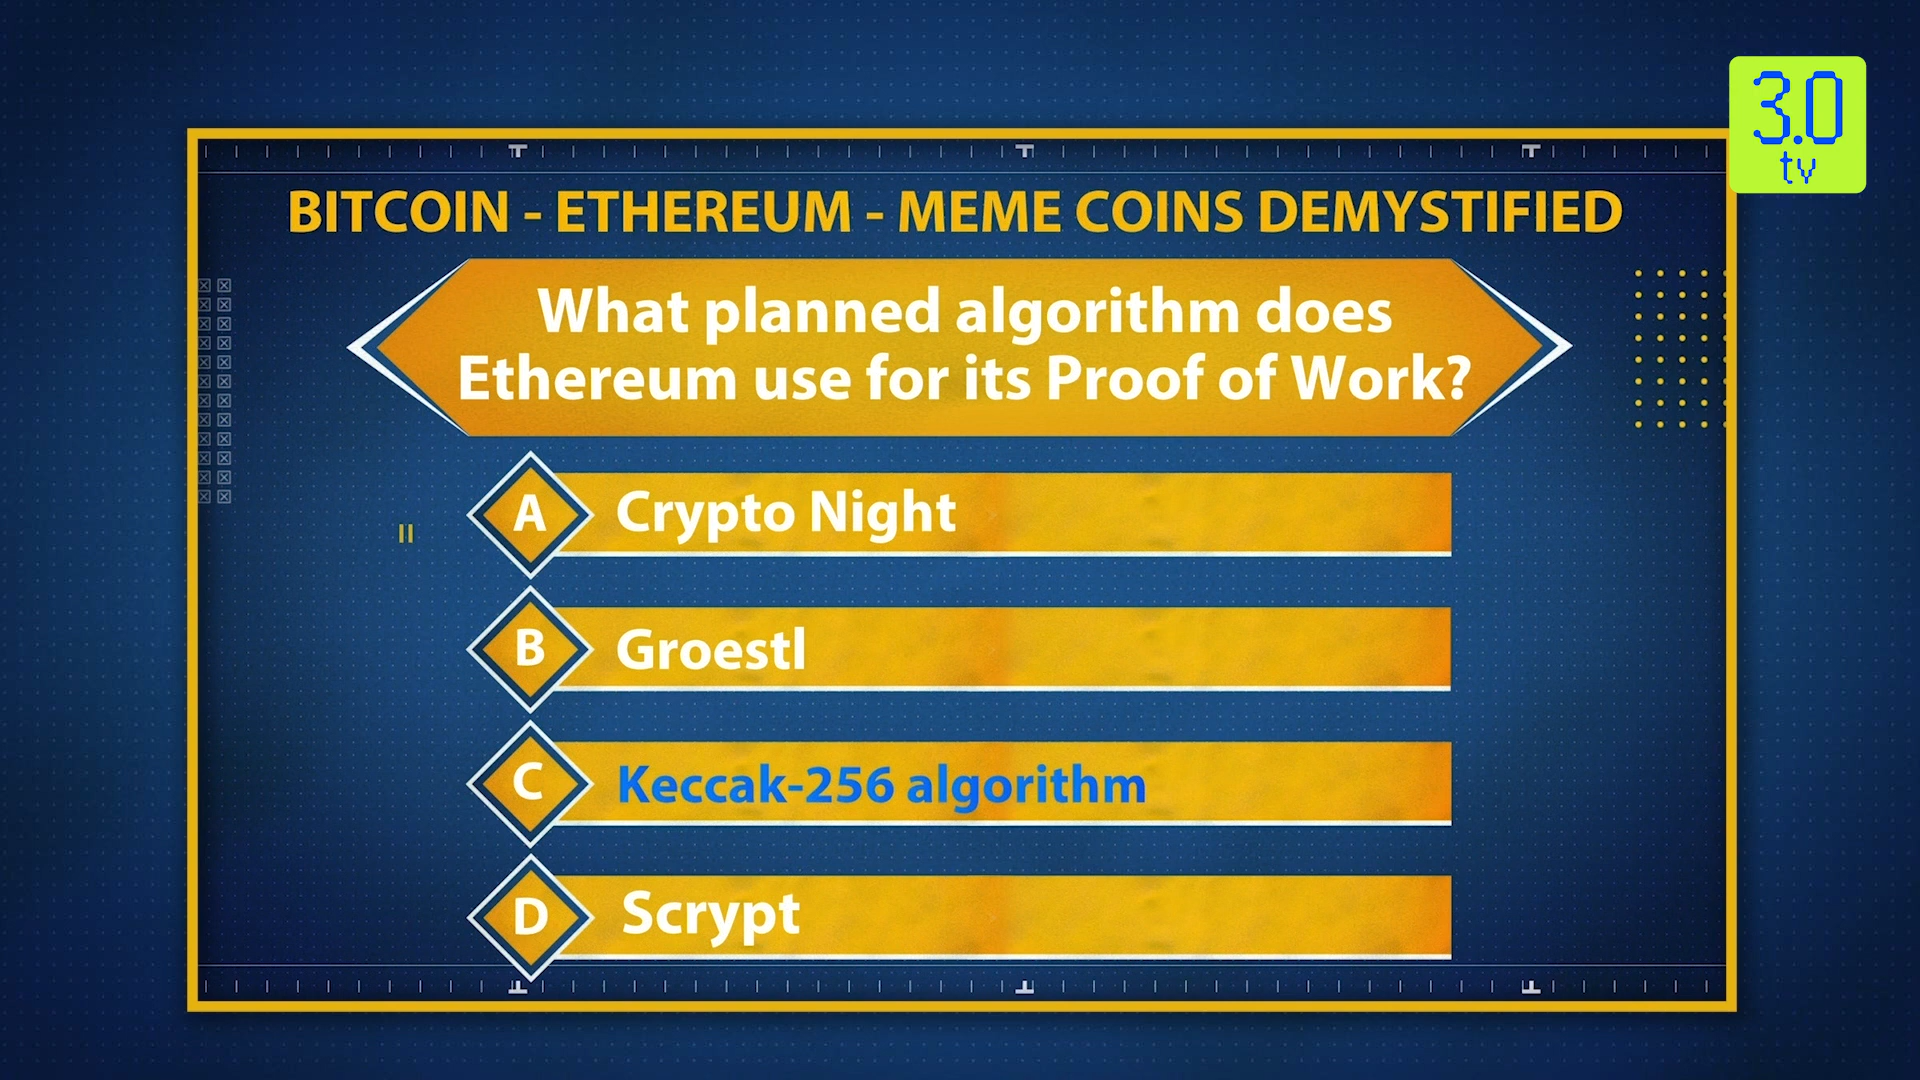 3.0
tv
BITCOIN - ETHEREUM - MEME COINS DEMYSTIFIED
What planned algorithm does
Ethereum use for its Proof of Work?
A Crypto Night
B Groestl
C Keccak-256 algorithm
D Scrypt